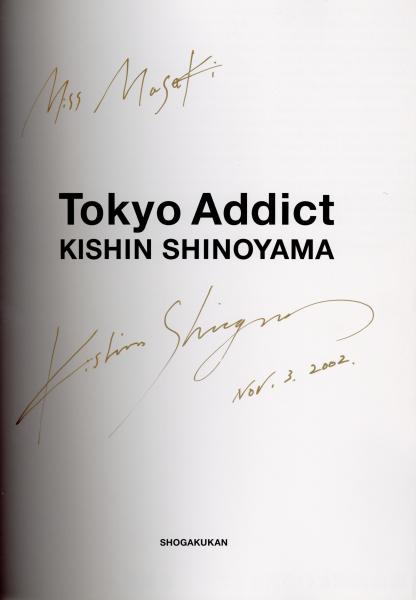 Miss Masaki
Tokyo Addict
KISHIN SHINOYAMA
Kishin Shinoyama
Nov. 3. 2002.
SHOGAKUKAN